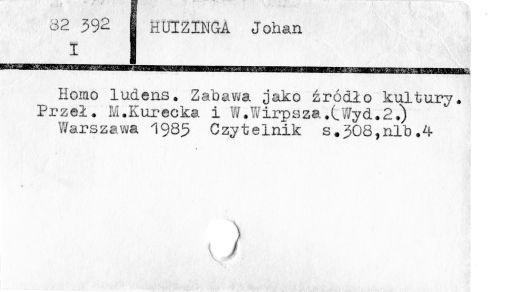 82 392 HUIZINGA Johan
I
Homo ludens. Zabawa jako źródło kultury.
Przeł. M.Kurecka i W.Wirpsza.(Wyd.2.)
Warszawa 1985 Czytelnik s.308,nlb.4